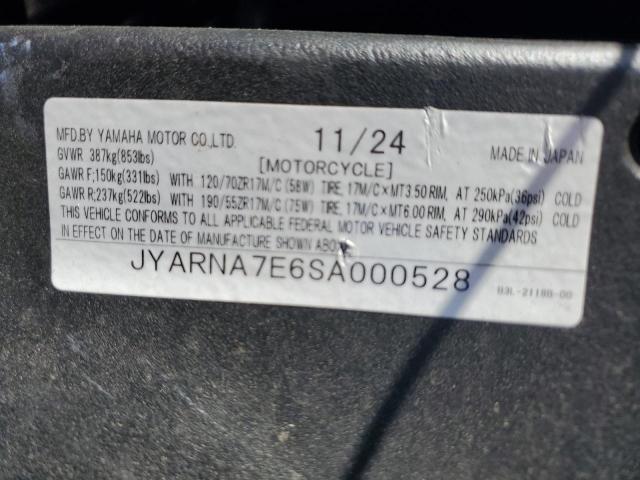 MFD.BY YAMAHA MOTOR CO.,LTD. 11/24 MADE IN JAPAN
GVWR 387kg(853lbs) [MOTORCYCLE]
GAWR F;150kg(331lbs) WITH 120/70ZR17M/C (58W) TIRE, 17M/C×MT3.50 RIM, AT 250kPa(36psi) COLD
GAWR R;237kg(522lbs) WITH 190/55ZR17M/C (75W) TIRE, 17M/C×MT6.00 RIM, AT 290kPa(42psi) COLD
THIS VEHICLE CONFORMS TO ALL APPLICABLE FEDERAL MOTOR VEHICLE SAFETY STANDARDS
IN EFFECT ON THE DATE OF MANUFACTURE SHOWN ABOVE.
JYARNA7E6SA000528
B3L-2118B-00